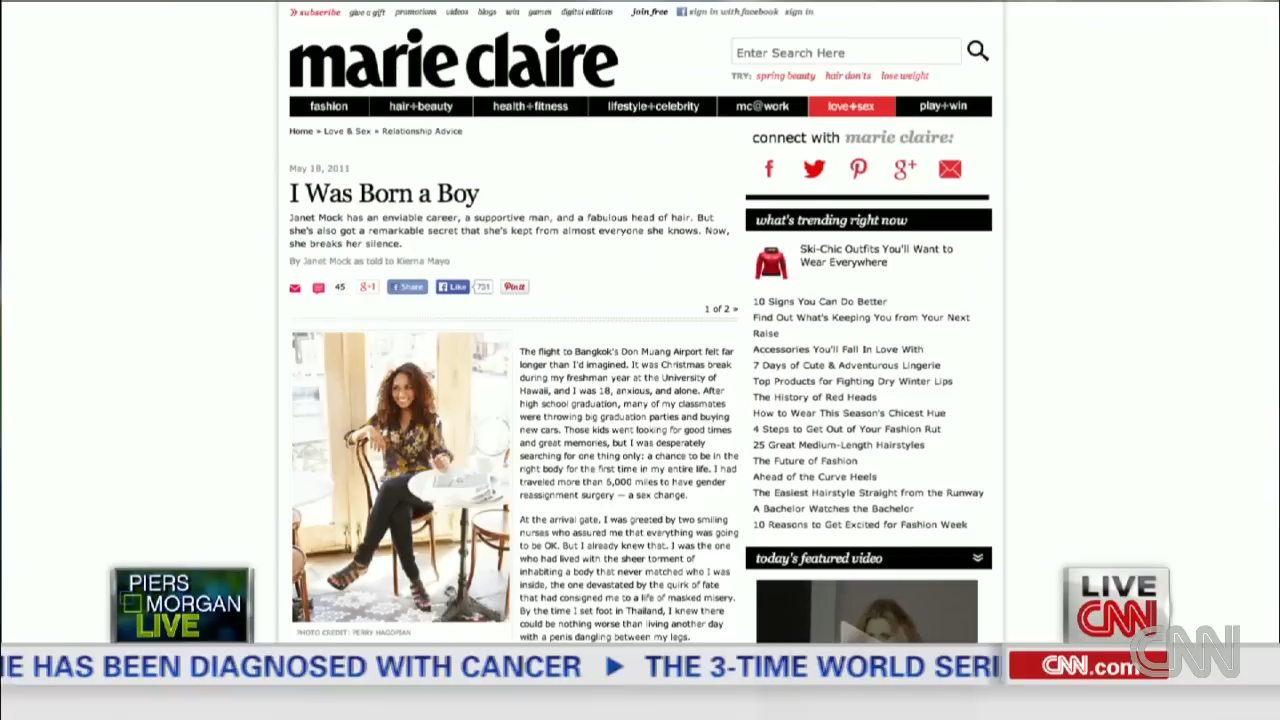 subscribe give a gift promotions videos blogs win games digital editions join free sign in with facebook sign in
marie claire
Enter Search Here
TRY: spring beauty hair don'ts lose weight
fashion hair+beauty health+fitness lifestyle+celebrity mc@work love+sex play+win
Home » Love & Sex » Relationship Advice
connect with marie claire:
May 18, 2011
I Was Born a Boy
Janet Mock has an enviable career, a supportive man, and a fabulous head of hair. But
she's also got a remarkable secret that she's kept from almost everyone she knows. Now,
she breaks her silence.
By Janet Mock as told to Kierna Mayo
45 g+1 f Share Like 731 Pin it
1 of 2 »
The flight to Bangkok's Don Muang Airport felt far
longer than I'd imagined. It was Christmas break
during my freshman year at the University of
Hawaii, and I was 18, anxious, and alone. After
high school graduation, many of my classmates
were throwing big graduation parties and buying
new cars. Those kids went looking for good times
and great memories, but I was desperately
searching for one thing only: a chance to be in the
right body for the first time in my entire life. I had
traveled more than 5,000 miles to have gender
reassignment surgery — a sex change.
At the arrival gate, I was greeted by two smiling
nurses who assured me that everything was going
to be OK. But I already knew that. I was the one
who had lived with the sheer torment of
inhabiting a body that never matched who I was
inside, the one devastated by the quirk of fate
that had consigned me to a life of masked misery.
By the time I set foot in Thailand, I knew there
could be nothing worse than living another day
with a penis dangling between my legs.
PHOTO CREDIT: PERRY HAGOPIAN
what's trending right now
Ski-Chic Outfits You'll Want to
Wear Everywhere
10 Signs You Can Do Better
Find Out What's Keeping You from Your Next
Raise
Accessories You'll Fall In Love With
7 Days of Cute & Adventurous Lingerie
Top Products for Fighting Dry Winter Lips
The History of Red Heads
How to Wear This Season's Chicest Hue
4 Steps to Get Out of Your Fashion Rut
25 Great Medium-Length Hairstyles
The Future of Fashion
Ahead of the Curve Heels
The Easiest Hairstyle Straight from the Runway
A Bachelor Watches the Bachelor
10 Reasons to Get Excited for Fashion Week
today's featured video
PIERS
MORGAN
LIVE
LIVE
CNN
CNN
HE HAS BEEN DIAGNOSED WITH CANCER THE 3-TIME WORLD SERI
CNN.com